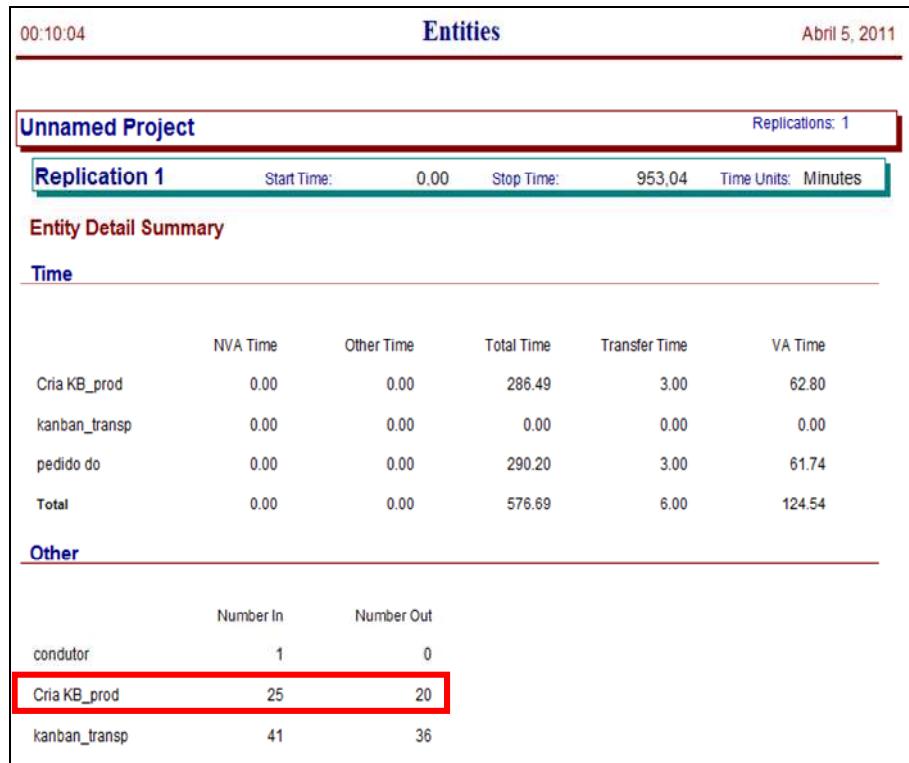 00:10:04 Entities Abril 5, 2011
Unnamed Project Replications: 1
Replication 1 Start Time: 0,00 Stop Time: 953,04 Time Units: Minutes
Entity Detail Summary
Time
NVA Time Other Time Total Time Transfer Time VA Time
Cria KB_prod 0.00 0.00 286.49 3.00 62.80
kanban_transp 0.00 0.00 0.00 0.00 0.00
pedido do 0.00 0.00 290.20 3.00 61.74
Total 0.00 0.00 576.69 6.00 124.54
Other
Number In Number Out
condutor 1 0
Cria KB_prod 25 20
kanban_transp 41 36